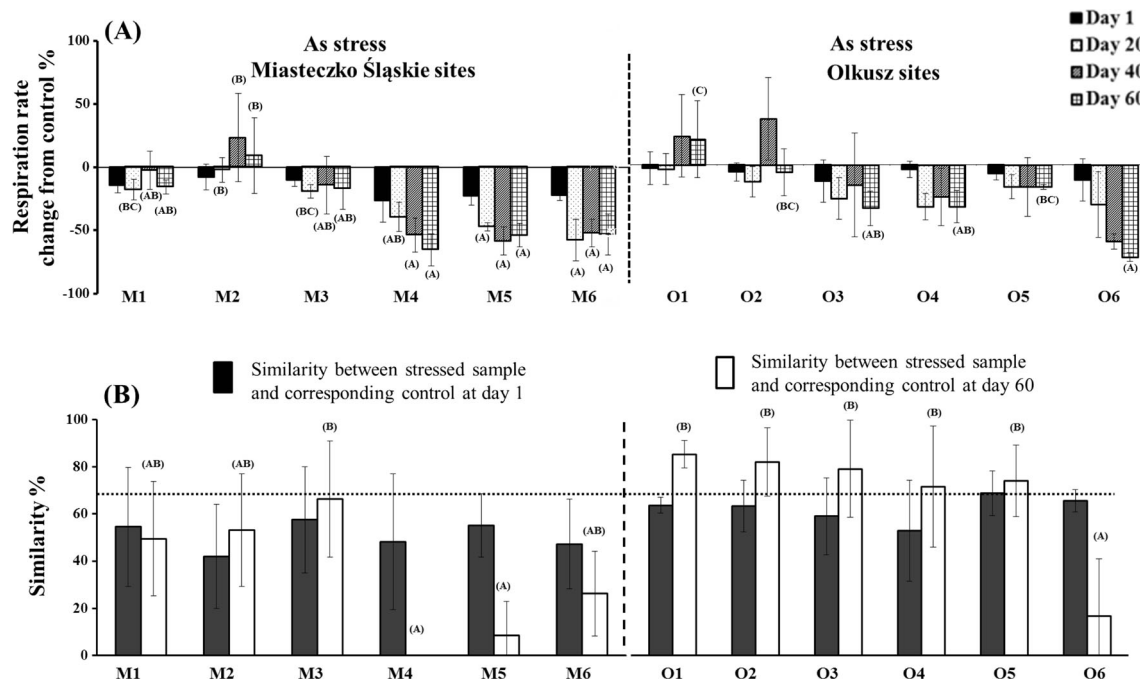 (A)
As stress
Miasteczko Śląskie sites
As stress
Olkusz sites
Day 1
Day 20
Day 40
Day 60
Respiration rate
change from control %
100
50
0
-50
-100
(BC)
(AB)
(AB)
(B)
(B)
(B)
(BC)
(AB)
(AB)
(AB)
(A)
(A)
(A)
(A)
(A)
(A)
(A)
(A)
(C)
(BC)
(AB)
(AB)
(B)
(A)
M1 M2 M3 M4 M5 M6 O1 O2 O3 O4 O5 O6
(B)
Similarity between stressed sample
and corresponding control at day 1
Similarity between stressed sample
and corresponding control at day 60
Similarity %
100
80
60
40
20
0
(AB)
(AB)
(B)
(A)
(A)
(AB)
(B)
(B)
(B)
(B)
(B)
(A)
M1 M2 M3 M4 M5 M6 O1 O2 O3 O4 O5 O6